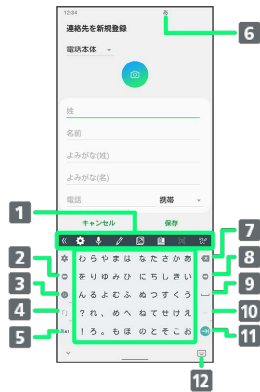 12:34 あ
連絡先を新規登録
電話本体
姓
名前
よみがな(姓)
よみがな(名)
電話 携帯
キャンセル 保存
わらやまは なたさかあ
をりゆみひ にちしきい
んるよむふ ぬつすくう
?れ、めへ ねてせけえ
!ろ。もほ のとそこお
1
2
3
4
5
6
7
8
9
10
11
12